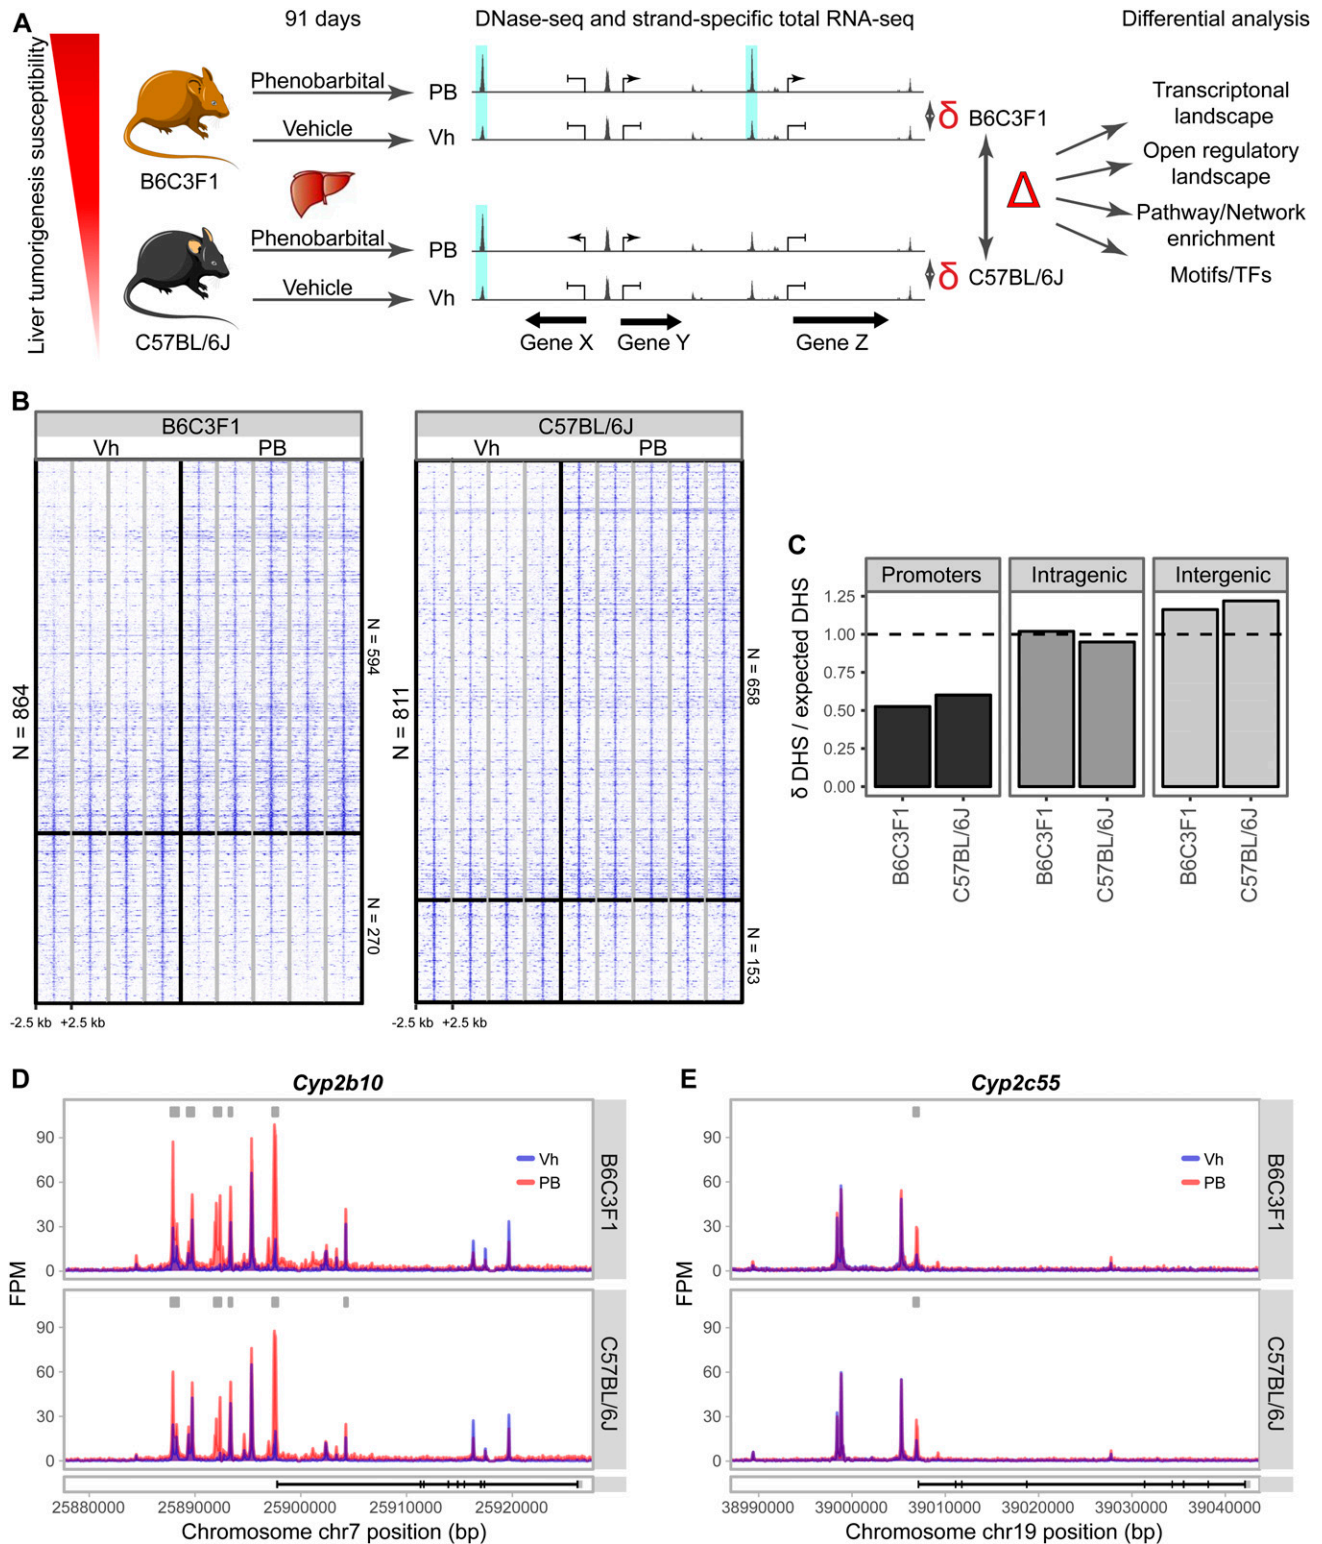 A
91 days
DNase-seq and strand-specific total RNA-seq
Differential analysis
Liver tumorigenesis susceptibility
Phenobarbital
PB
Vehicle
Vh
B6C3F1
δ B6C3F1
Transcriptonal
landscape
Open regulatory
landscape
Δ
Pathway/Network
enrichment
Motifs/TFs
Phenobarbital
PB
Vehicle
Vh
C57BL/6J
δ C57BL/6J
Gene X
Gene Y
Gene Z
B
B6C3F1
Vh
PB
N = 864
N = 594
N = 270
-2.5 kb +2.5 kb
C57BL/6J
Vh
PB
N = 811
N = 658
N = 153
-2.5 kb +2.5 kb
C
Promoters
Intragenic
Intergenic
δ DHS / expected DHS
1.25
1.00
0.75
0.50
0.25
0.00
B6C3F1
C57BL/6J
B6C3F1
C57BL/6J
B6C3F1
C57BL/6J
D
Cyp2b10
FPM
90
60
30
0
Vh
PB
B6C3F1
90
60
30
0
C57BL/6J
25880000
25890000
25900000
25910000
25920000
Chromosome chr7 position (bp)
E
Cyp2c55
FPM
90
60
30
0
Vh
PB
B6C3F1
90
60
30
0
C57BL/6J
38990000
39000000
39010000
39020000
39030000
39040000
Chromosome chr19 position (bp)